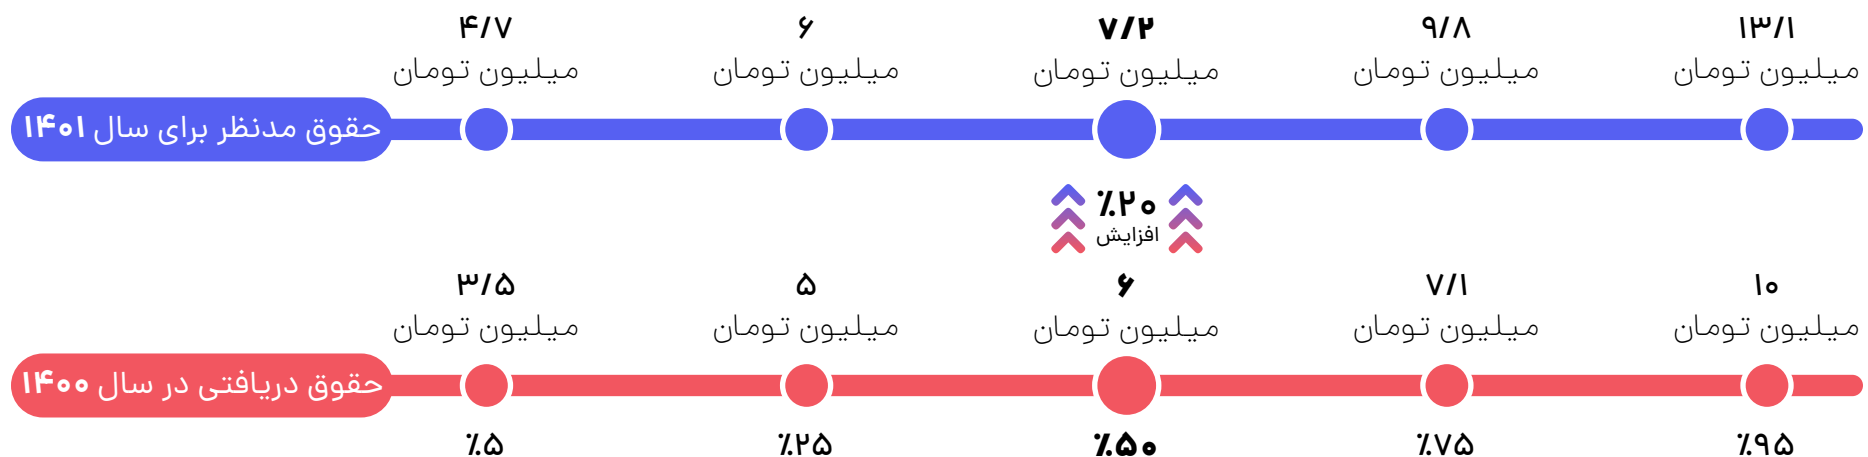 ۴/۷ ۶ ۷/۲ ۹/۸ ۱۳/۱
میلیون تومان میلیون تومان میلیون تومان میلیون تومان میلیون تومان
حقوق مدنظر برای سال ۱۴۰۱
٪۲۰
افزایش
۳/۵ ۵ ۶ ۷/۱ ۱۰
میلیون تومان میلیون تومان میلیون تومان میلیون تومان میلیون تومان
حقوق دریافتی در سال ۱۴۰۰
٪۵ ٪۲۵ ٪۵۰ ٪۷۵ ٪۹۵